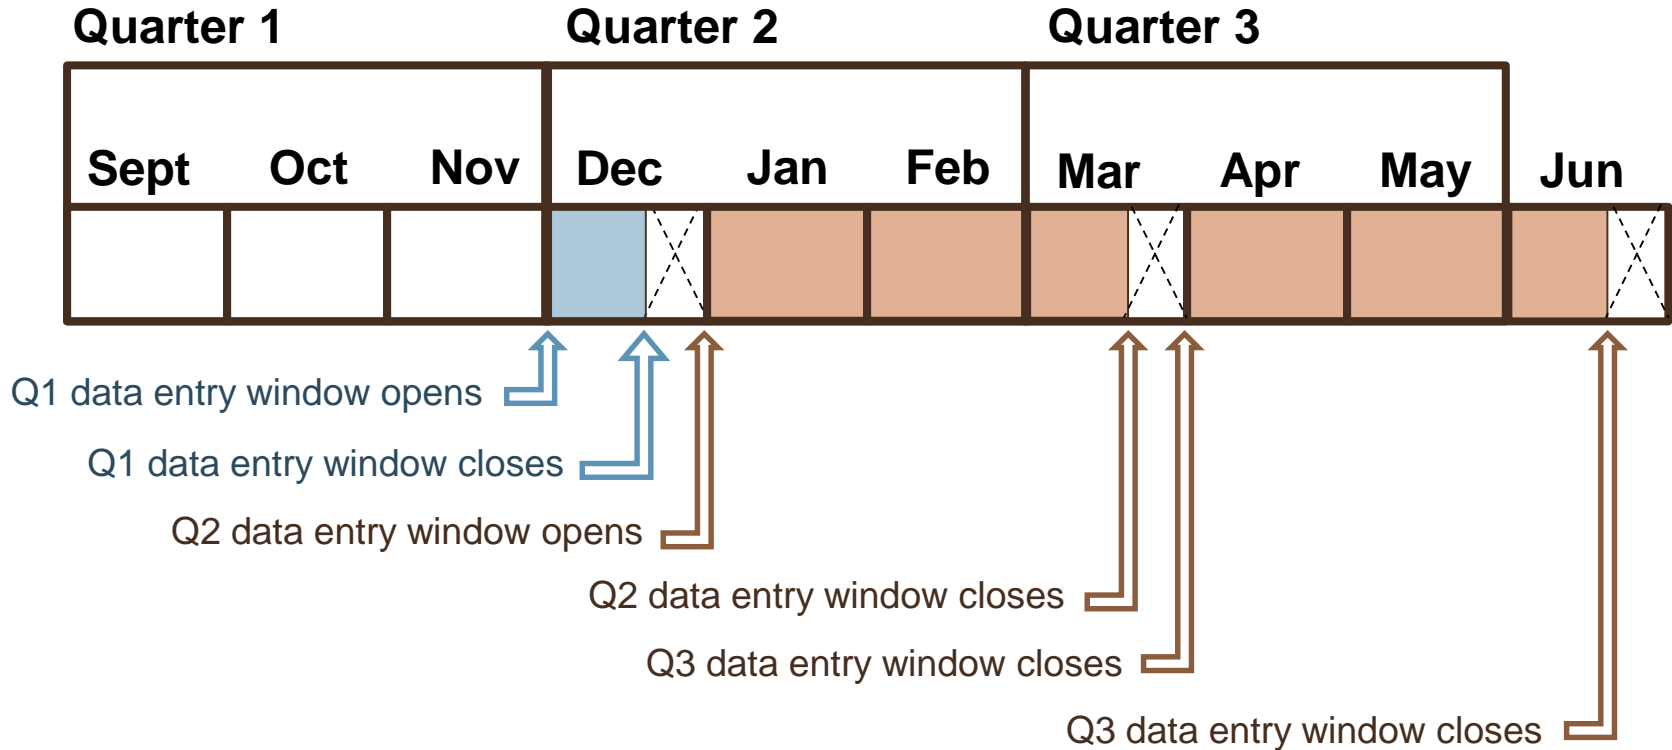 Quarter 1 Quarter 2 Quarter 3
Sept Oct Nov Dec Jan Feb Mar Apr May Jun
Q1 data entry window opens
Q1 data entry window closes
Q2 data entry window opens
Q2 data entry window closes
Q3 data entry window closes
Q3 data entry window closes